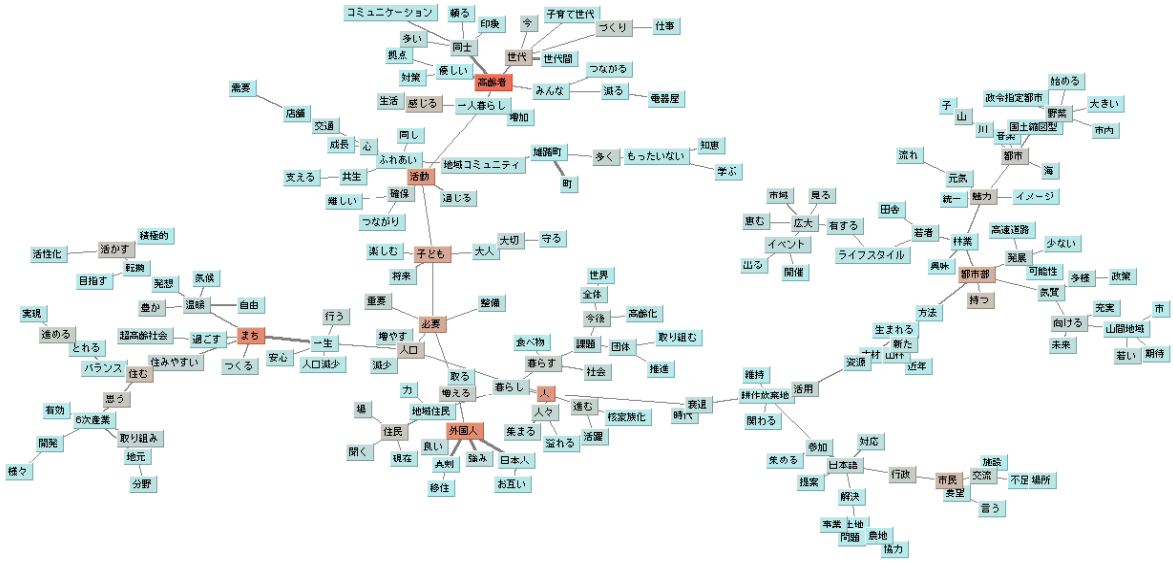 コミュニケーション
頼る
印象
今
子育て世代
多い
同士
づくり
仕事
拠点
世代
世代間
対策
優しい
高齢者
つながる
みんな
減る
電器屋
需要
生活
感じる
一人暮らし
増加
店舗
交通
成長
心
同し
ふれあい
地域コミュニティ
雄踏町
多く
もったいない
知恵
学ぶ
町
支える
共生
活動
難しい
確保
通じる
つながり
楽しむ
子ども
大人
大切
守る
将来
重要
必要
整備
始める
政令指定都市
野菜
大きい
市内
子
山
川
音楽
国土縮図型
都市
海
流れ
元気
統一
魅力
イメージ
市域
見る
恵む
広大
有する
イベント
出る
開催
田舎
若者
ライフスタイル
林業
興味
高速道路
少ない
発展
可能性
都市部
持つ
多様
政策
気質
充実
市
向ける
山間地域
未来
若い
期待
方法
生まれる
新た
木材
山林
近年
資源
積極的
活性化
活かす
転勢
目指す
発想
気候
豊か
温暖
自由
実現
進める
とれる
バランス
超高齢社会
過ごす
まち
一生
行う
住みやすい
つくる
安心
人口減少
住む
思う
有効
6次産業
開発
取り組み
様々
地元
分野
増やす
人口
減少
世界
全体
今後
高齢化
食べ物
課題
団体
取り組む
暮らす
社会
推進
取る
暮らし
人
増える
力
地域住民
場
住民
開く
現在
外国人
良い
真剣
強み
日本人
移住
お互い
人々
進む
核家族化
集まる
溢れる
活躍
衰退
時代
維持
耕作放棄地
活用
関わる
参加
対応
集める
日本語
提案
行政
市民
施設
交流
不足
場所
要望
言う
解決
事業
土地
問題
農地
協力